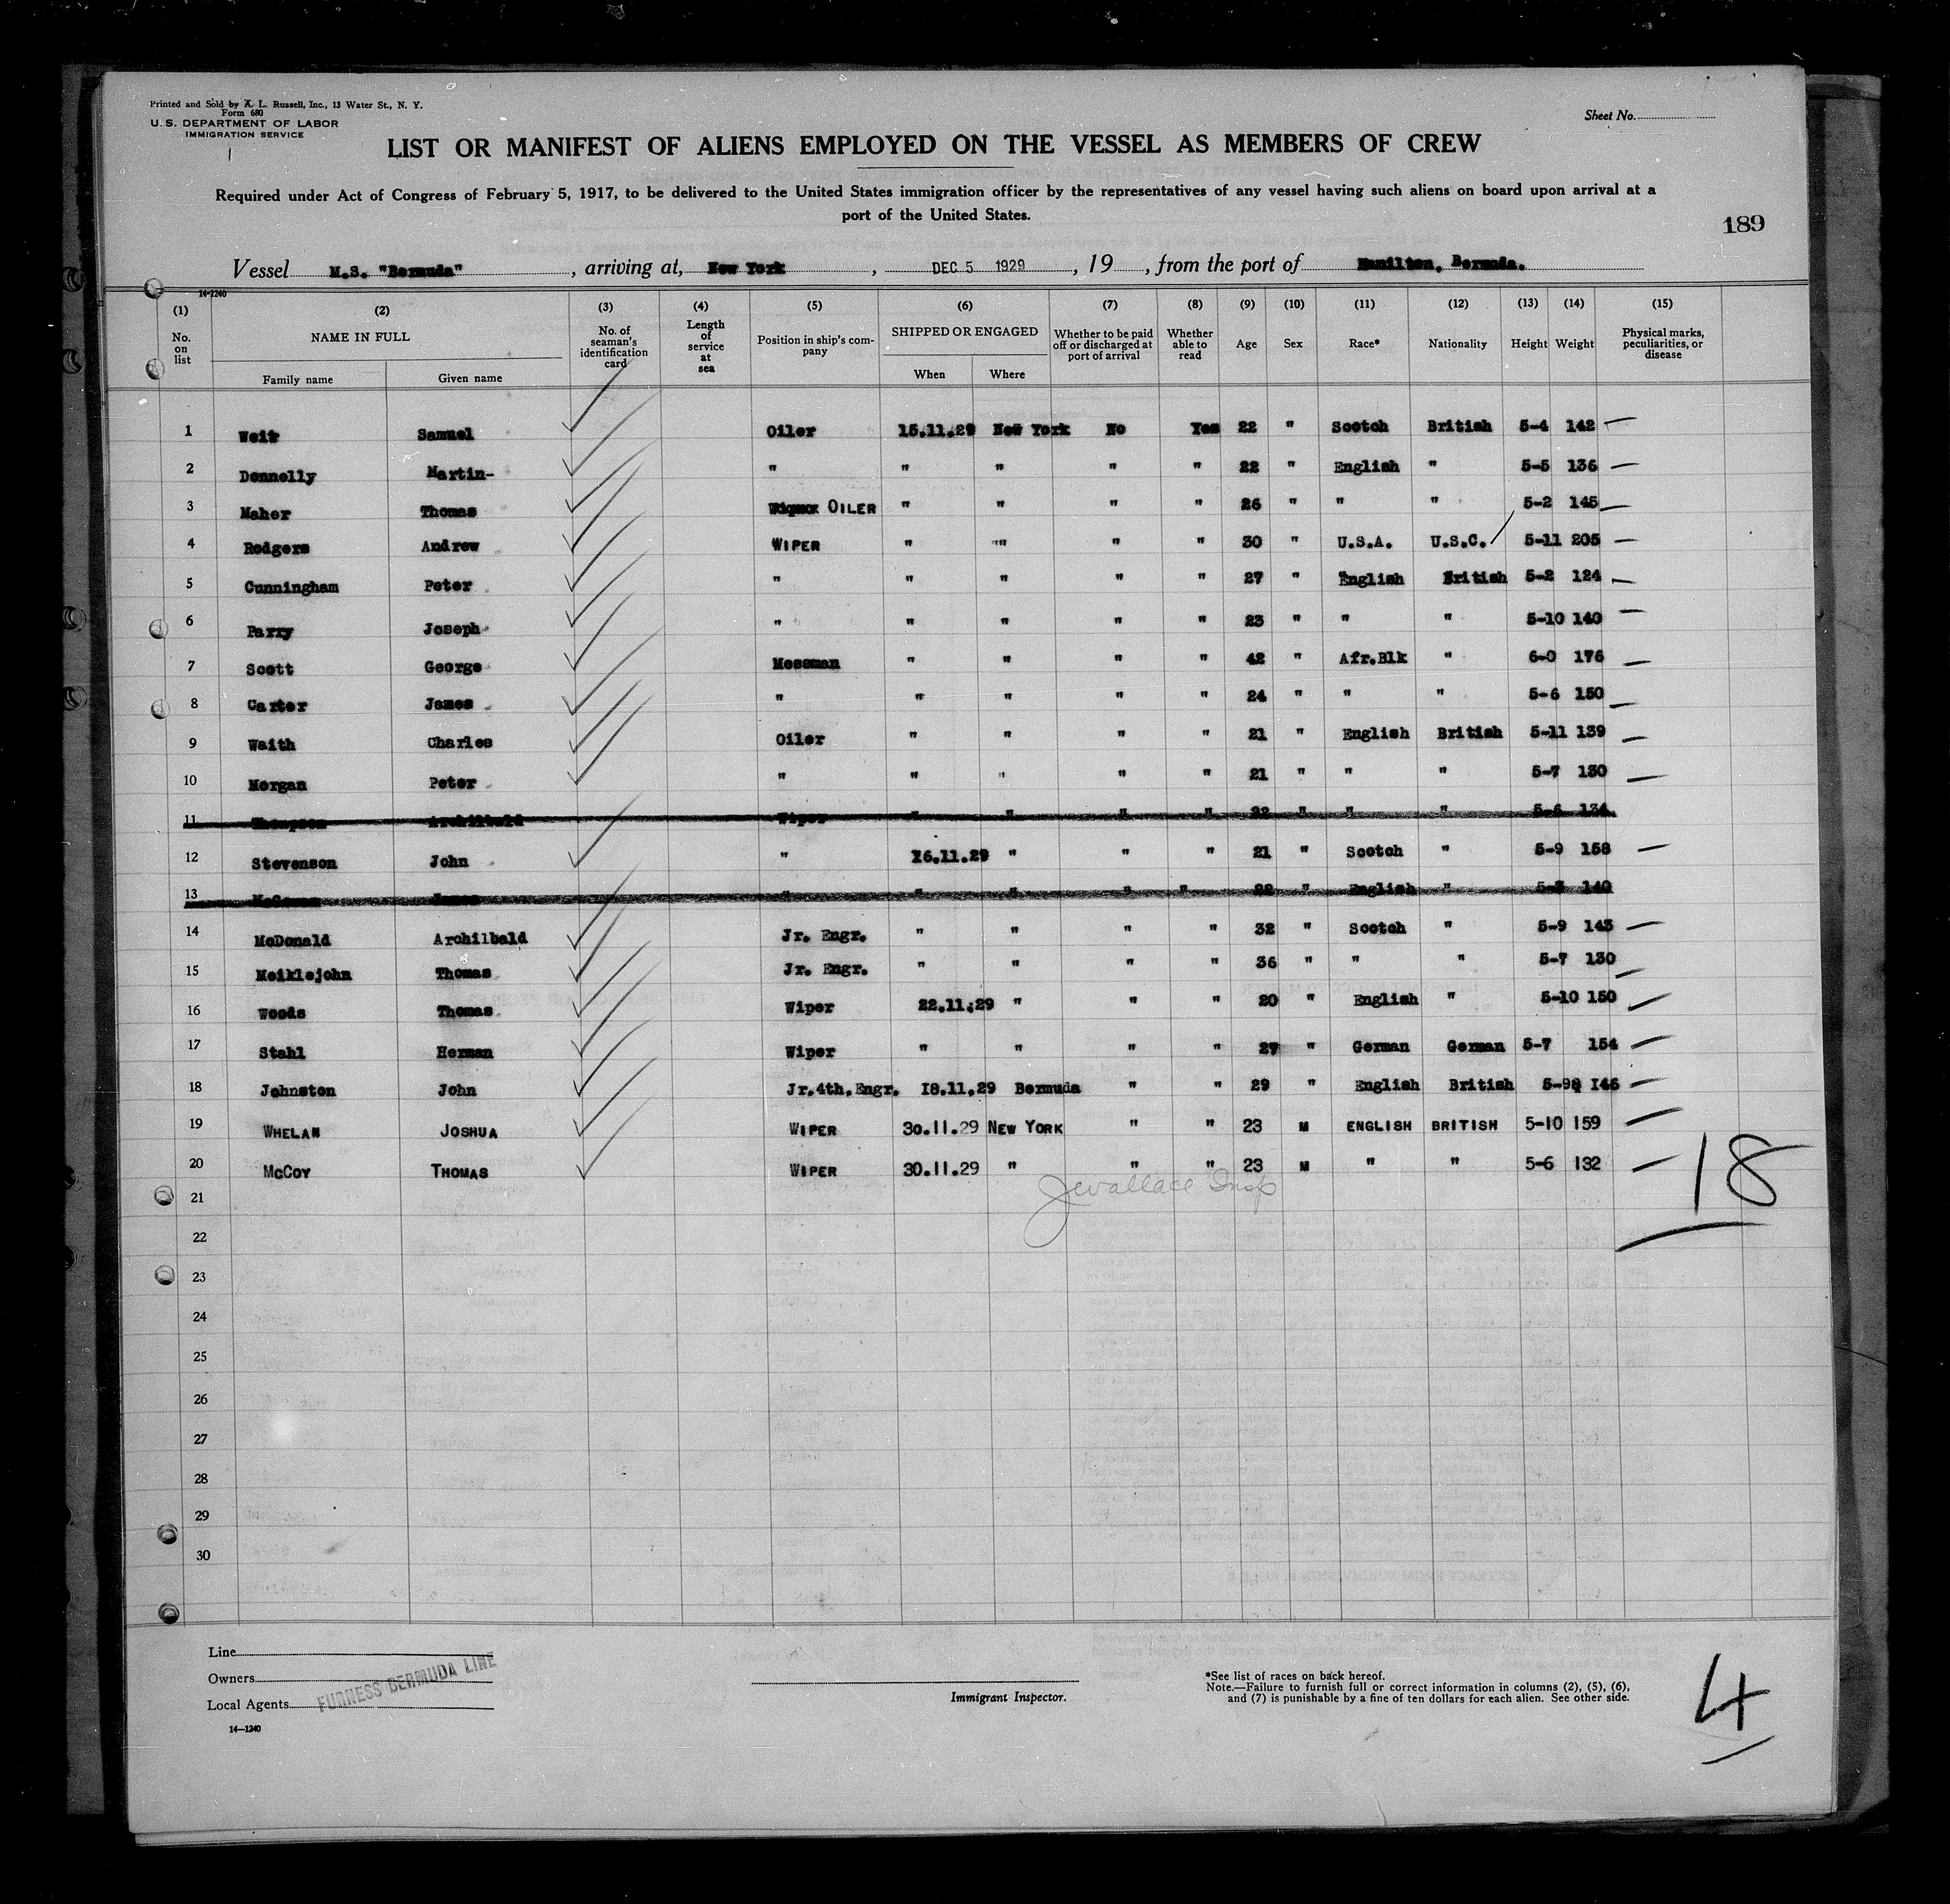 Printed and Sold by A. L. Russell, Inc., 13 Water St., N. Y.
Form 680
U. S. DEPARTMENT OF LABOR
IMMIGRATION SERVICE
Sheet No.
LIST OR MANIFEST OF ALIENS EMPLOYED ON THE VESSEL AS MEMBERS OF CREW
Required under Act of Congress of February 5, 1917, to be delivered to the United States immigration officer by the representatives of any vessel having such aliens on board upon arrival at a
port of the United States.
189
Vessel M.S. "Bermuda", arriving at, New York, DEC 5 1929, 19, from the port of Hamilton, Bermuda.
14-1240
(1) (2) (3) (4) (5) (6) (7) (8) (9) (10) (11) (12) (13) (14) (15)
No. on list NAME IN FULL No. of seaman's identification card Length of service at sea Position in ship's company SHIPPED OR ENGAGED Whether to be paid off or discharged at port of arrival Whether able to read Age Sex Race* Nationality Height Weight Physical marks, peculiarities, or disease
Family name Given name When Where
1 Weir Samuel Oiler 15.11.29 New York No Yes 22 " Scotch British 5-4 142
2 Donnelly Martin- " " " " " 22 " English " 5-5 136
3 Maher Thomas OILER " " " " 26 " " " 5-2 145
4 Rodgers Andrew WIPER " " " " 30 " U.S.A. U.S.C. 5-11 205
5 Cunningham Peter " " " " " 27 " English British 5-2 124
6 Parry Joseph " " " " " 23 " " " 5-10 140
7 Scott George Messman " " " " 42 " Afr.Blk " 6-0 176
8 Carter James " " " " " 24 " " " 5-6 150
9 Waith Charles Oiler " " " " 21 " English British 5-11 139
10 Morgan Peter " " " " " 21 " " " 5-7 130
11 Thompson Archilbald Wiper " " " " 22 " " " 5-6 134
12 Stevenson John " 16.11.29 " " " 21 " Scotch " 5-9 158
13 McGowan James " " " " " 22 " English " 140
14 McDonald Archilbald Jr. Engr. " " " " 32 " Scotch " 5-9 143
15 Meiklejohn Thomas Jr. Engr. " " " " 36 " " " 5-7 130
16 Woods Thomas Wiper 22.11.29 " " " 20 " English " 5-10 150
17 Stahl Herman Wiper " " " " 27 " German German 5-7 154
18 Johnston John Jr.4th.Engr. 18.11.29 Bermuda " " 29 " English British 5-9 146
19 WHELAN JOSHUA WIPER 30.11.29 NEW YORK " " 23 M ENGLISH BRITISH 5-10 159
20 MCCOY THOMAS WIPER 30.11.29 " " " 23 M " " 5-6 132
18
21 JWallace Insp
22
23
24
25
26
27
28
29
30
Line
Owners
Local Agents
FURNESS BERMUDA LINE
14—1240
Immigrant Inspector.
*See list of races on back hereof.
Note.—Failure to furnish full or correct information in columns (2), (5), (6),
and (7) is punishable by a fine of ten dollars for each alien. See other side.
4